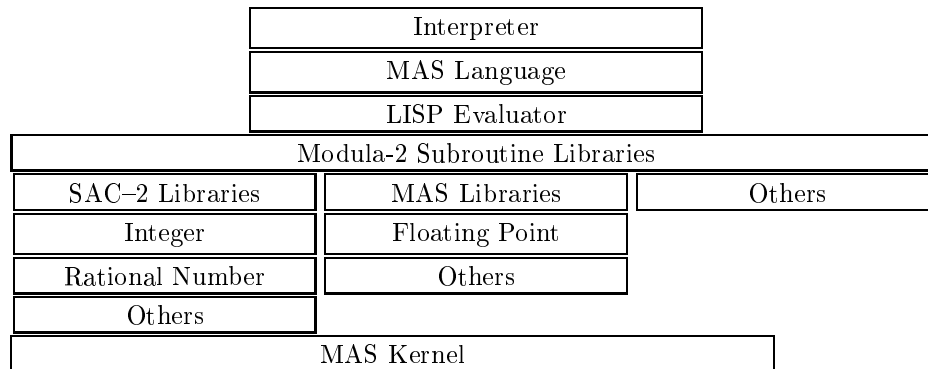 Interpreter
MAS Language
LISP Evaluator
Modula-2 Subroutine Libraries
SAC–2 Libraries MAS Libraries Others
Integer Floating Point
Rational Number Others
Others
MAS Kernel